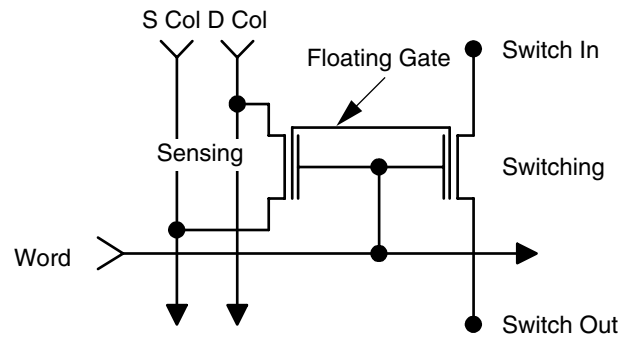 S Col D Col
Floating Gate
Switch In
Sensing
Switching
Word
Switch Out